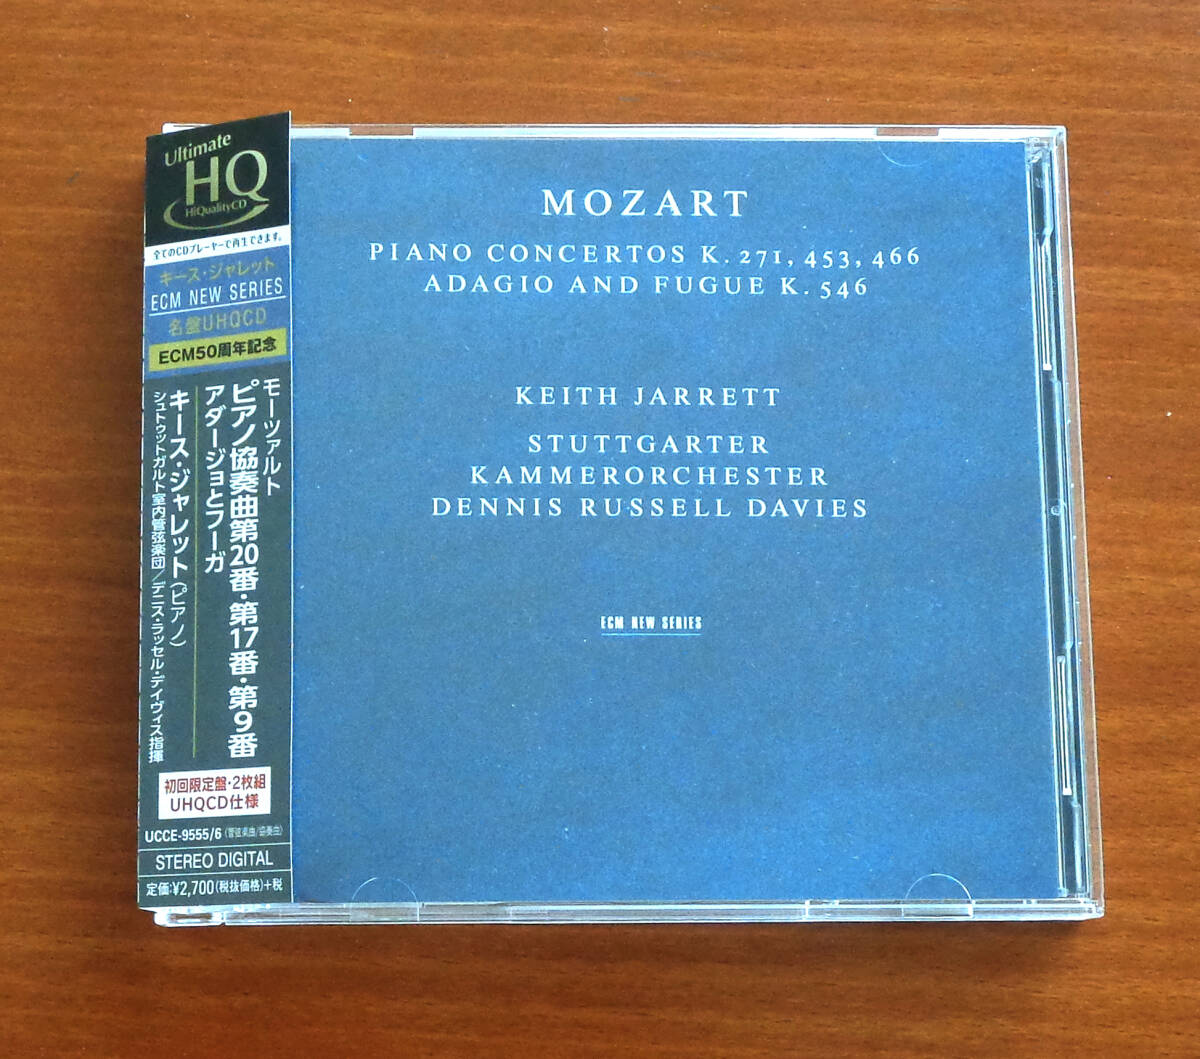 Ultimate
HQ
HiQualityCD
全てのCDプレーヤーで再生できます。
キース・ジャレット
ECM NEW SERIES
名盤UHQCD
ECM50周年記念
モーツァルト
ピアノ協奏曲第20番・第17番・第9番
アダージョとフーガ
キース・ジャレット(ピアノ)
シュトゥットガルト室内管弦楽団/デニス・ラッセル・デイヴィス指揮
初回限定盤・2枚組
UHQCD仕様
UCCE-9555/6 (管弦楽曲/協奏曲)
STEREO DIGITAL
定価:¥2,700(税抜価格)+税
MOZART
PIANO CONCERTOS K. 271, 453, 466
ADAGIO AND FUGUE K. 546
KEITH JARRETT
STUTTGARTER
KAMMERORCHESTER
DENNIS RUSSELL DAVIES
ECM NEW SERIES